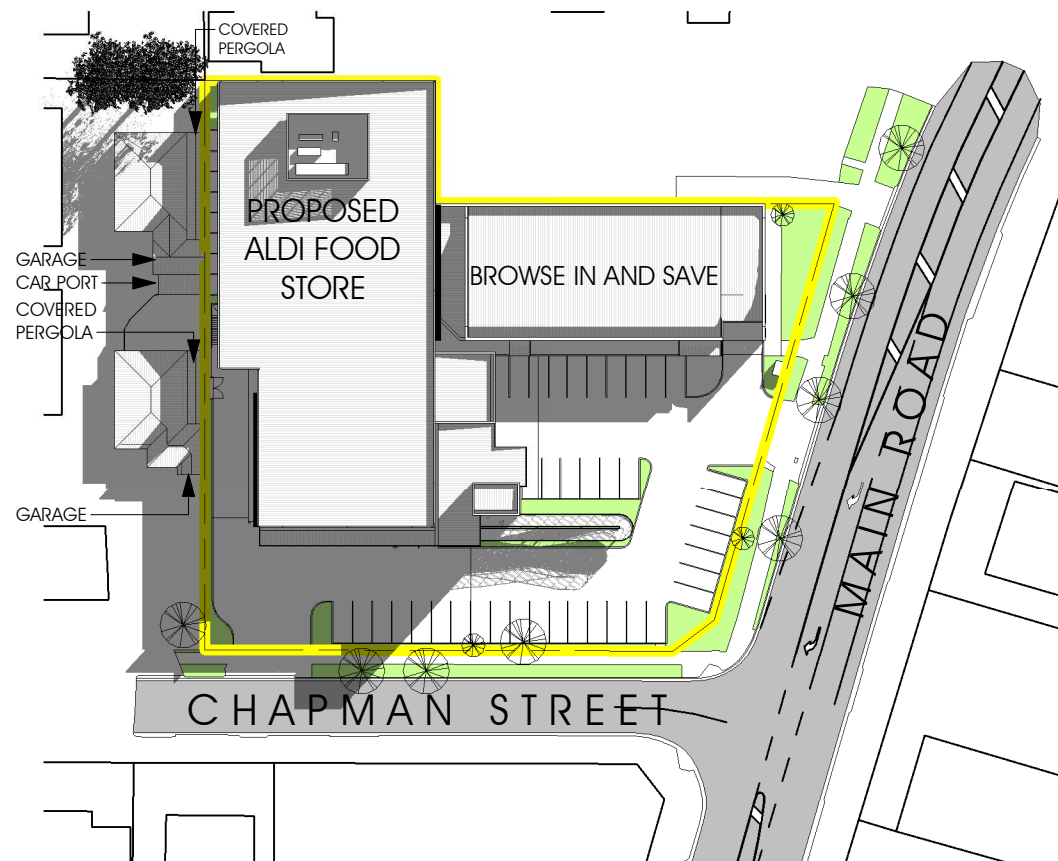 COVERED
PERGOLA
PROPOSED
ALDI FOOD
STORE
BROWSE IN AND SAVE
GARAGE
CAR PORT
COVERED
PERGOLA
GARAGE
MAIN ROAD
CHAPMAN STREET